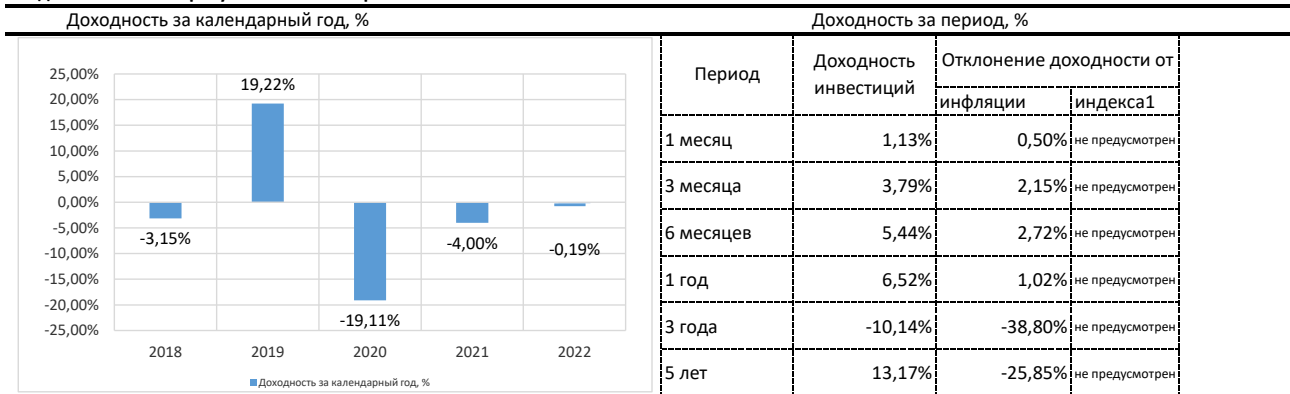 Доходность за календарный год, %
Доходность за период, %
25,00%
20,00%
15,00%
10,00%
5,00%
0,00%
-5,00%
-10,00%
-15,00%
-20,00%
-25,00%
-3,15%
19,22%
-19,11%
-4,00%
-0,19%
2018 2019 2020 2021 2022
Доходность за календарный год, %
Период Доходность инвестиций Отклонение доходности от
инфляции индекса1
1 месяц 1,13% 0,50% не предусмотрен
3 месяца 3,79% 2,15% не предусмотрен
6 месяцев 5,44% 2,72% не предусмотрен
1 год 6,52% 1,02% не предусмотрен
3 года -10,14% -38,80% не предусмотрен
5 лет 13,17% -25,85% не предусмотрен